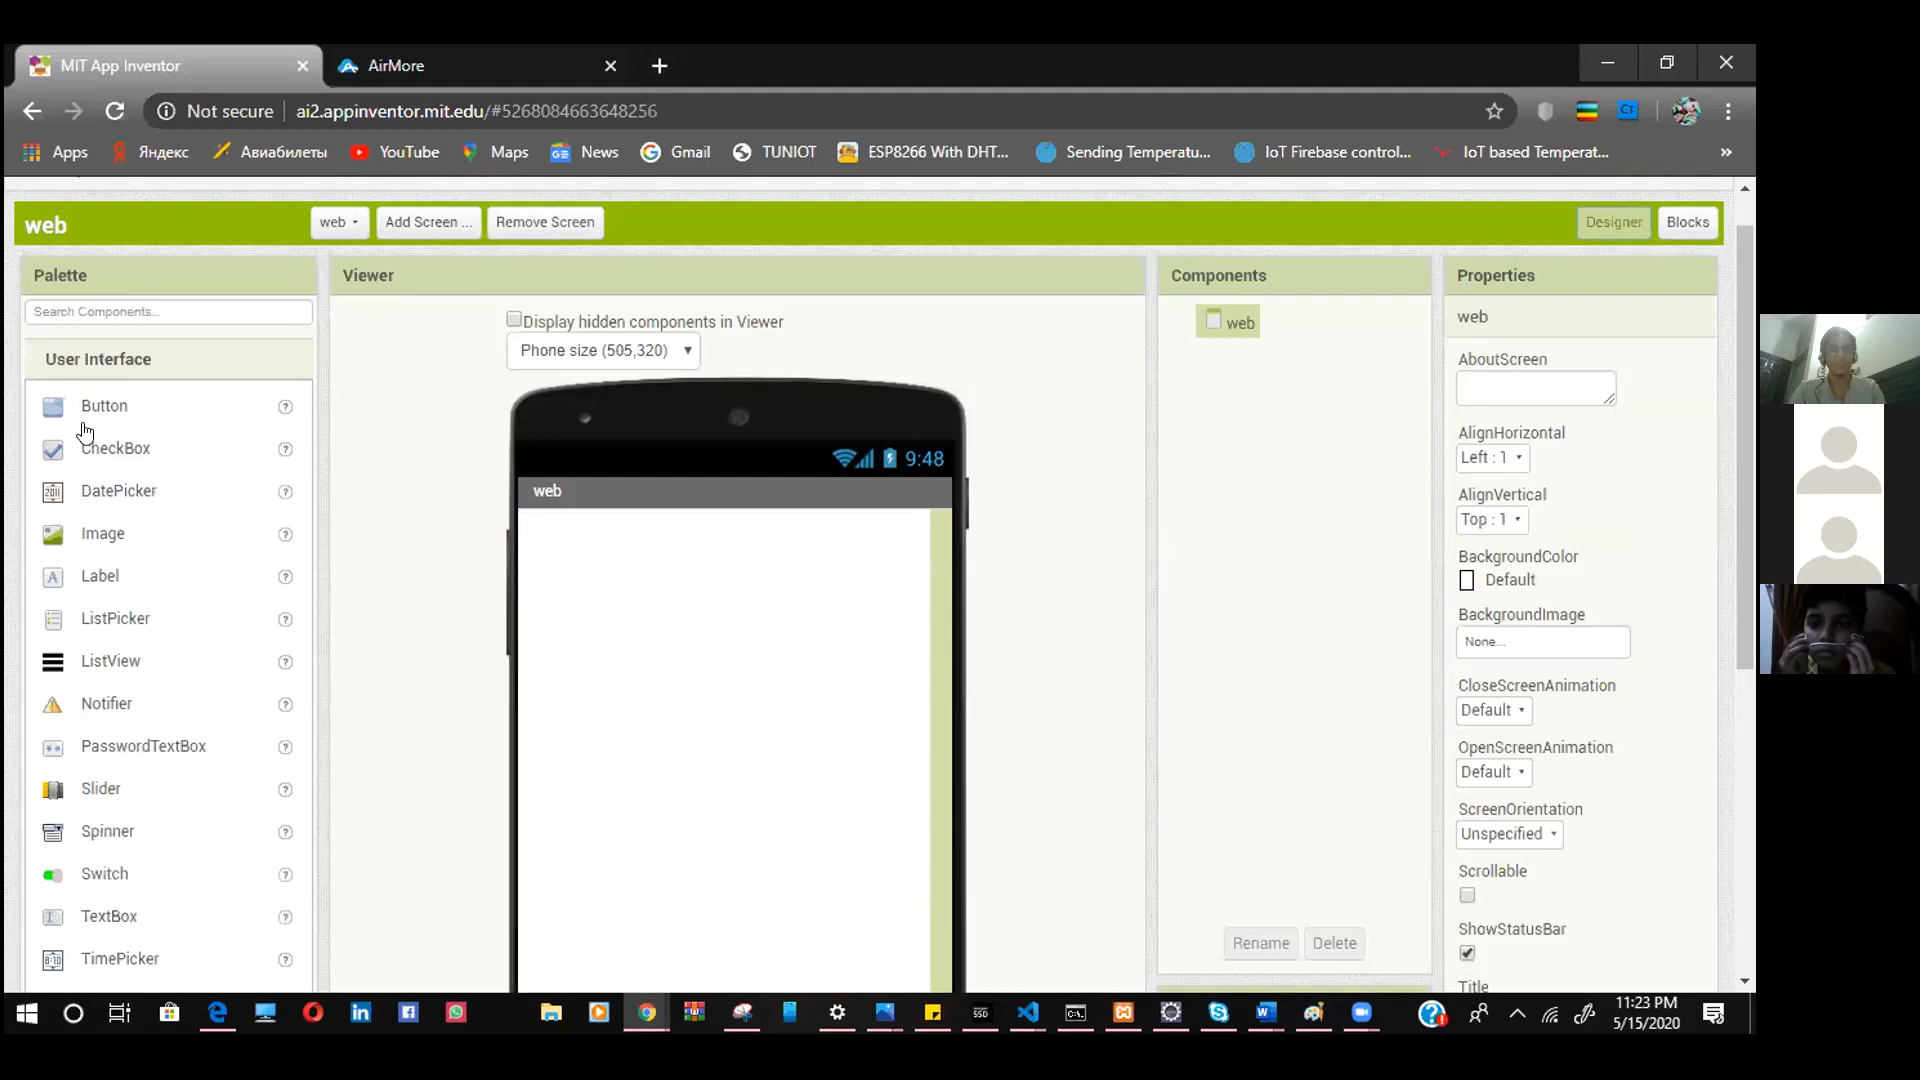 MIT App Inventor
AirMore
Not secure
ai2.appinventor.mit.edu/#5268084663648256
Apps
Яндекс
Авиабилеты
YouTube
Maps
News
Gmail
TUNIOT
ESP8266 With DHT...
Sending Temperatu...
IoT Firebase control...
IoT based Temperat...
web
web
Add Screen ...
Remove Screen
Designer
Blocks
Palette
Search Components...
User Interface
Button
CheckBox
DatePicker
Image
Label
ListPicker
ListView
Notifier
PasswordTextBox
Slider
Spinner
Switch
TextBox
TimePicker
Viewer
Display hidden components in Viewer
Phone size (505,320)
9:48
web
Components
web
Rename
Delete
Properties
web
AboutScreen
AlignHorizontal
Left : 1
AlignVertical
Top : 1
BackgroundColor
Default
BackgroundImage
None...
CloseScreenAnimation
Default
OpenScreenAnimation
Default
ScreenOrientation
Unspecified
Scrollable
ShowStatusBar
Title
11:23 PM
5/15/2020